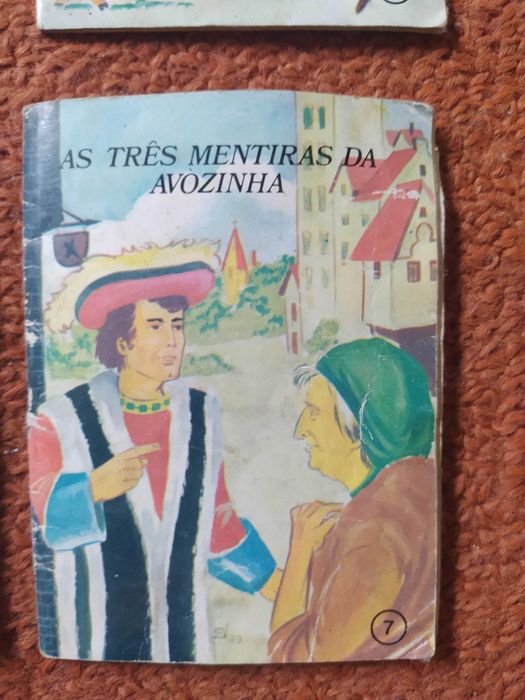 AS TRÊS MENTIRAS DA
AVOZINHA
7